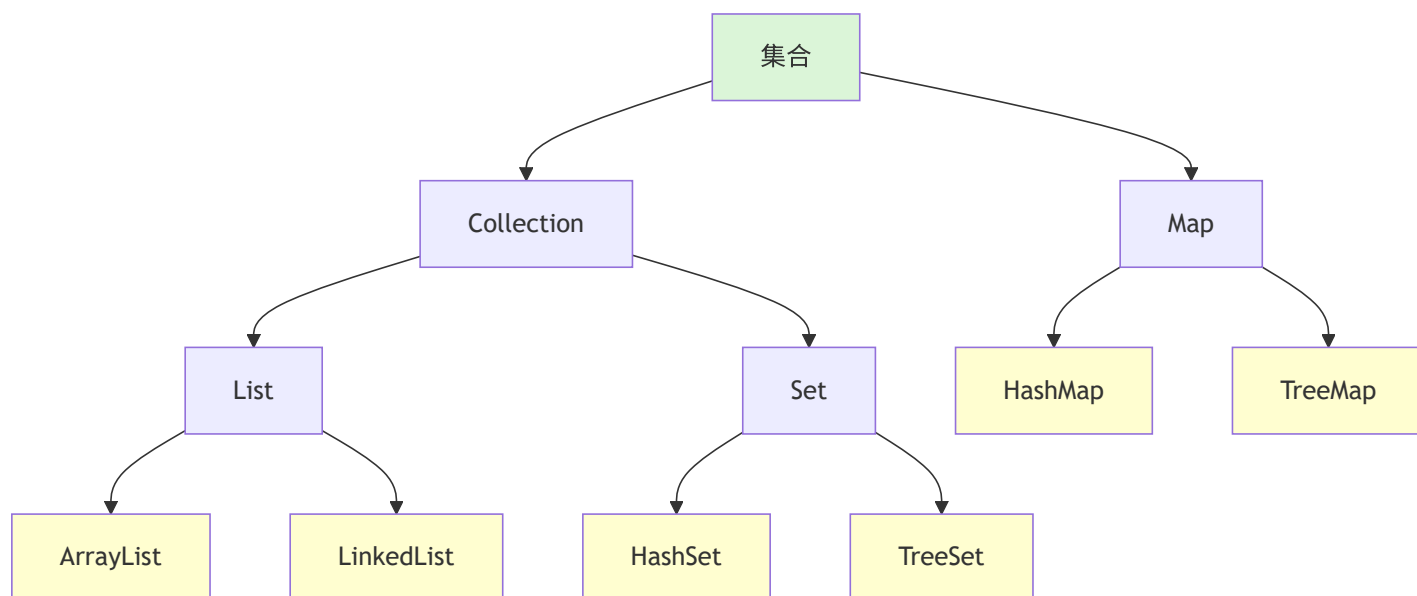 集合
Collection
Map
List
Set
HashMap
TreeMap
ArrayList
LinkedList
HashSet
TreeSet